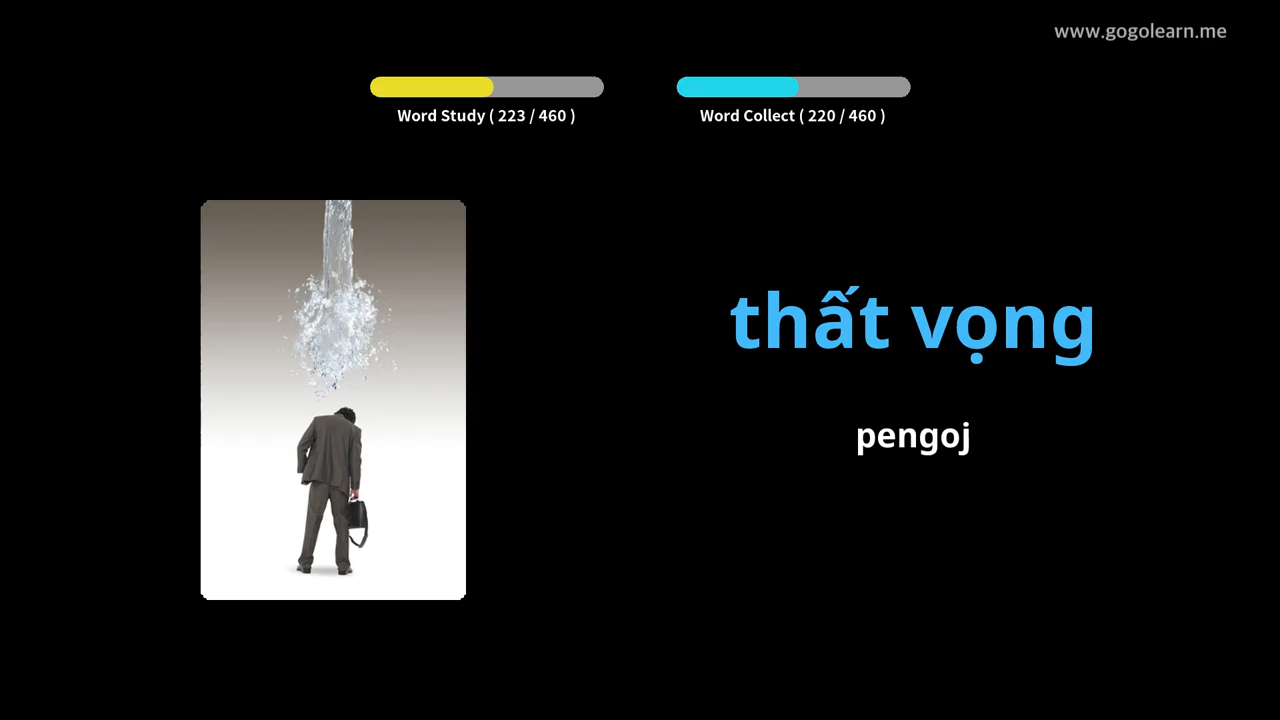 www.gogolearn.me
Word Study ( 223 / 460 )
Word Collect ( 220 / 460 )
thất vọng
pengoj